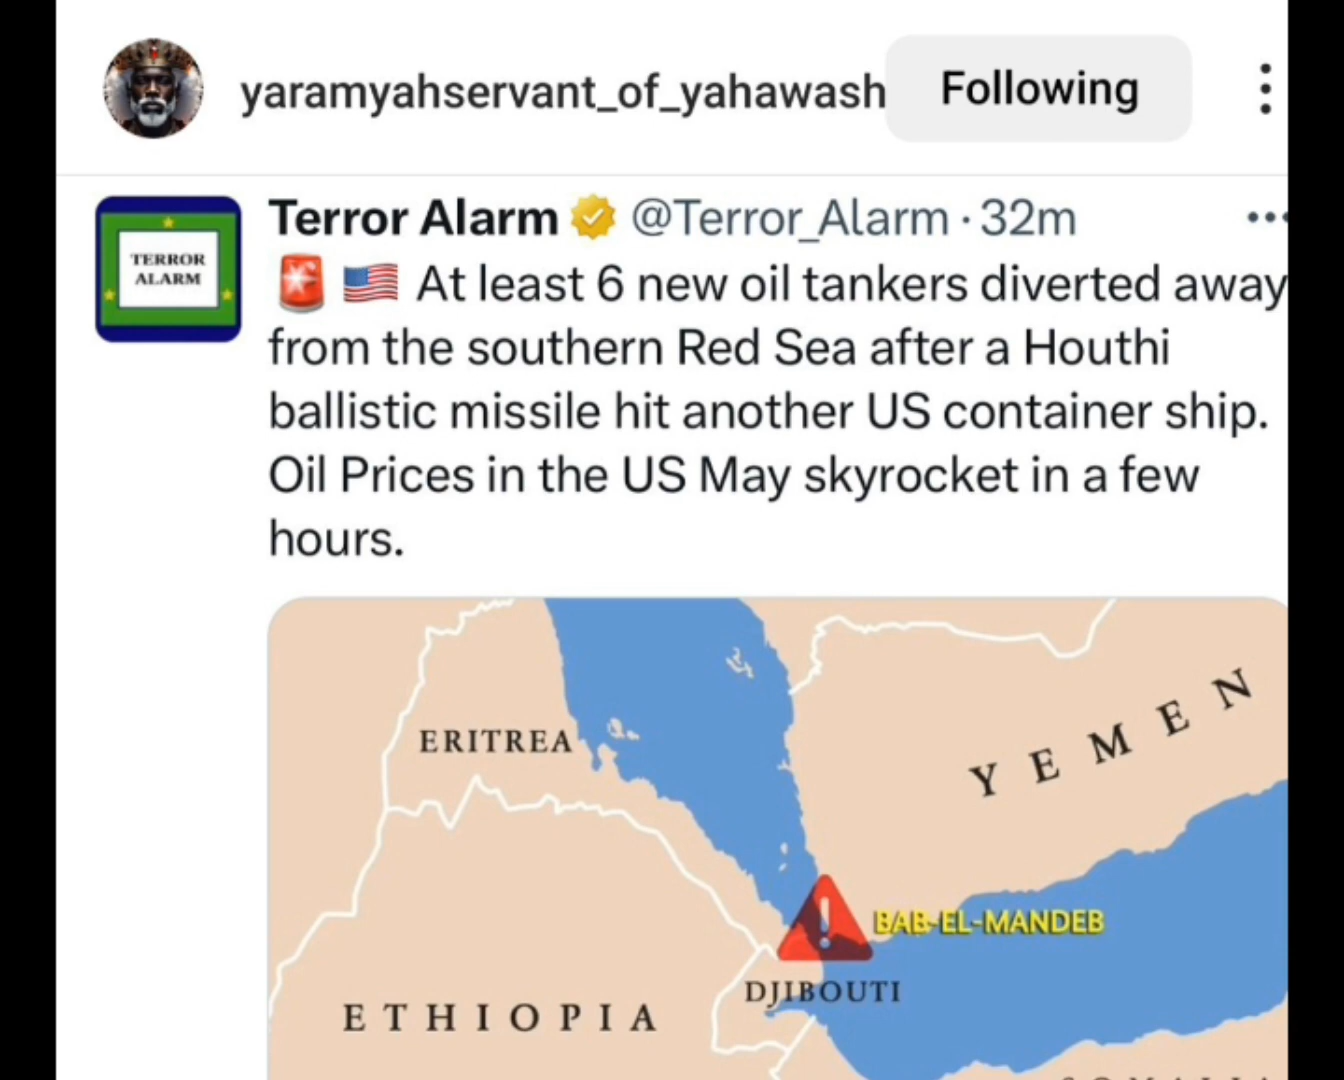 yaramyahservant_of_yahawash
Following
TERROR
ALARM
Terror Alarm @Terror_Alarm · 32m
At least 6 new oil tankers diverted away
from the southern Red Sea after a Houthi
ballistic missile hit another US container ship.
Oil Prices in the US May skyrocket in a few
hours.
ERITREA
YEMEN
BAB-EL-MANDEB
DJIBOUTI
ETHIOPIA